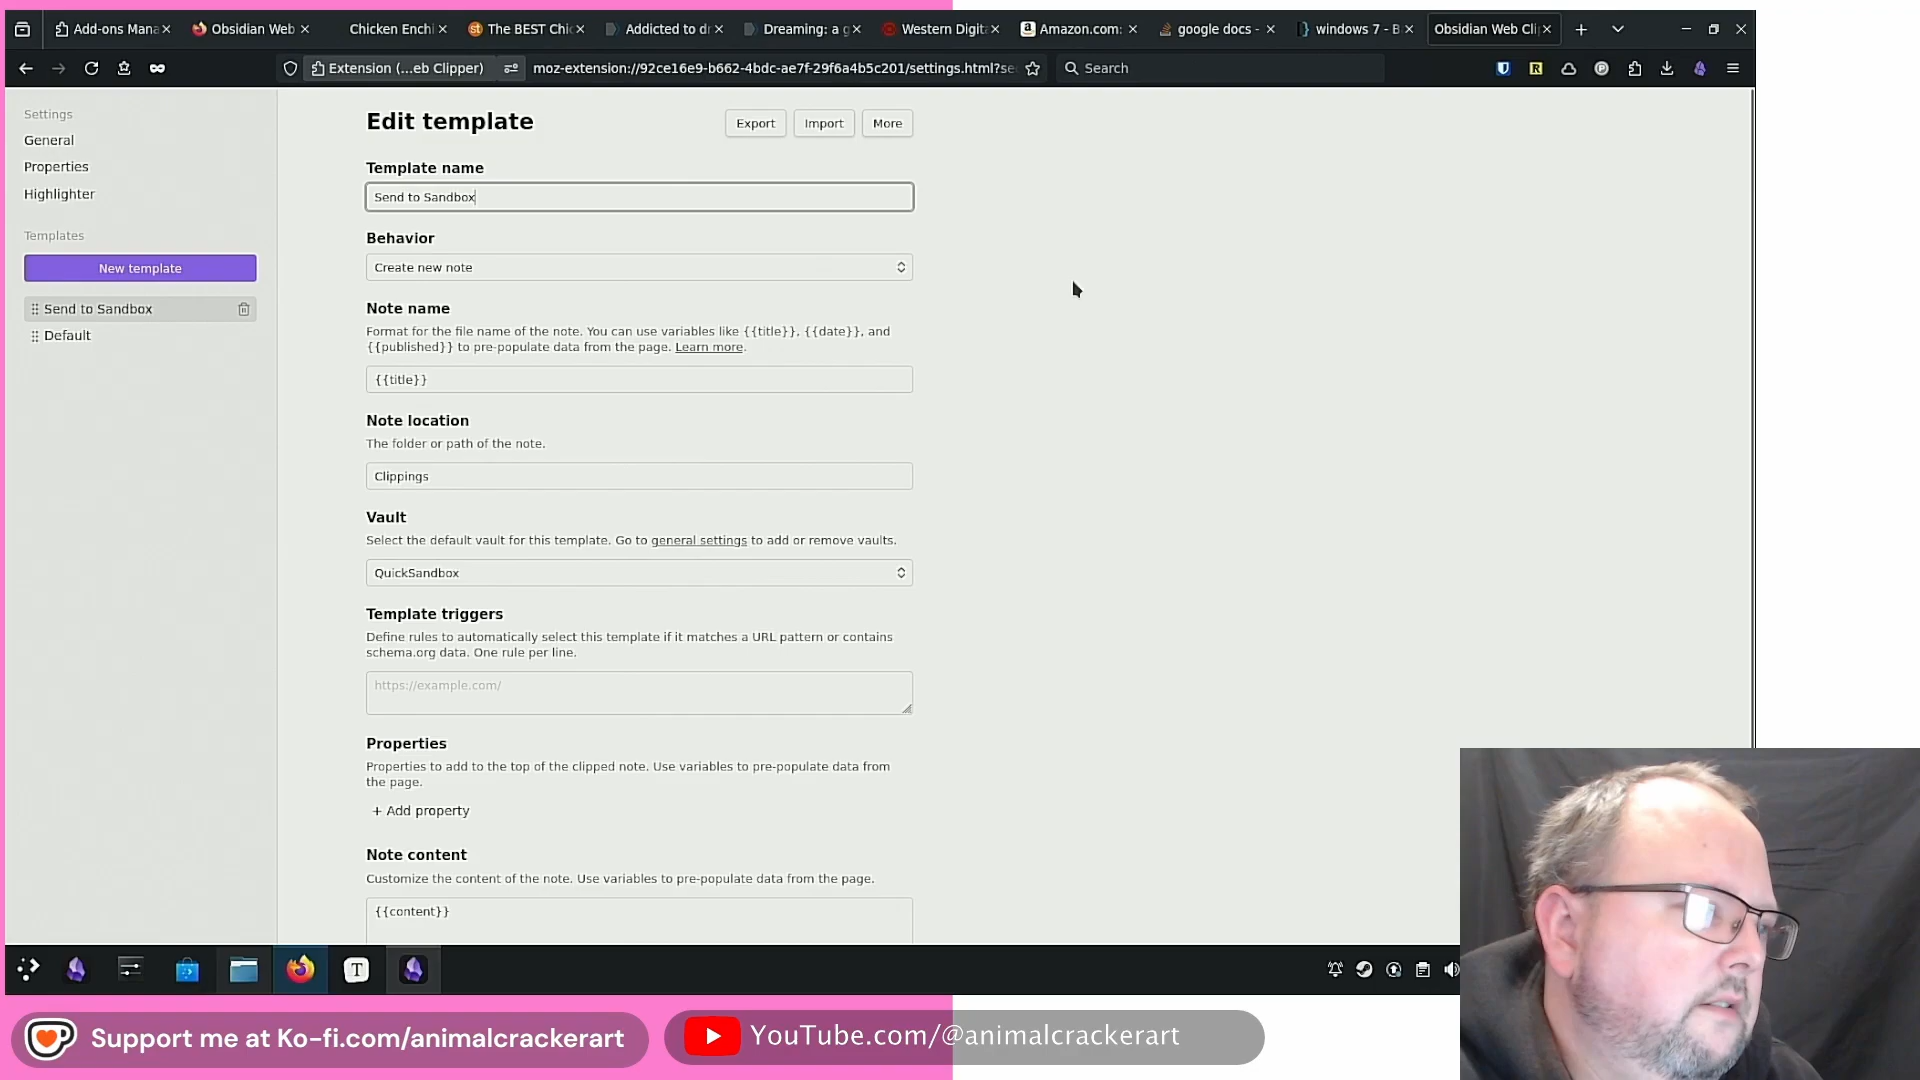 Add-ons Mana
Obsidian Web
Chicken Enchi
The BEST Chic
Addicted to dr
Dreaming: a g
Western Digit
Amazon.com:
google docs -
windows 7 - B
Obsidian Web Cli
Extension (...eb Clipper)
moz-extension://92ce16e9-b662-4bdc-ae7f-29f6a4b5c201/settings.html?se
Search
Settings
General
Properties
Highlighter
Templates
New template
Send to Sandbox
Default
Edit template
Export
Import
More
Template name
Send to Sandbox
Behavior
Create new note
Note name
Format for the file name of the note. You can use variables like {{title}}, {{date}}, and
{{published}} to pre-populate data from the page. Learn more.
{{title}}
Note location
The folder or path of the note.
Clippings
Vault
Select the default vault for this template. Go to general settings to add or remove vaults.
QuickSandbox
Template triggers
Define rules to automatically select this template if it matches a URL pattern or contains
schema.org data. One rule per line.
https://example.com/
Properties
Properties to add to the top of the clipped note. Use variables to pre-populate data from
the page.
+ Add property
Note content
Customize the content of the note. Use variables to pre-populate data from the page.
{{content}}
Support me at Ko-fi.com/animalcrackerart
YouTube.com/@animalcrackerart